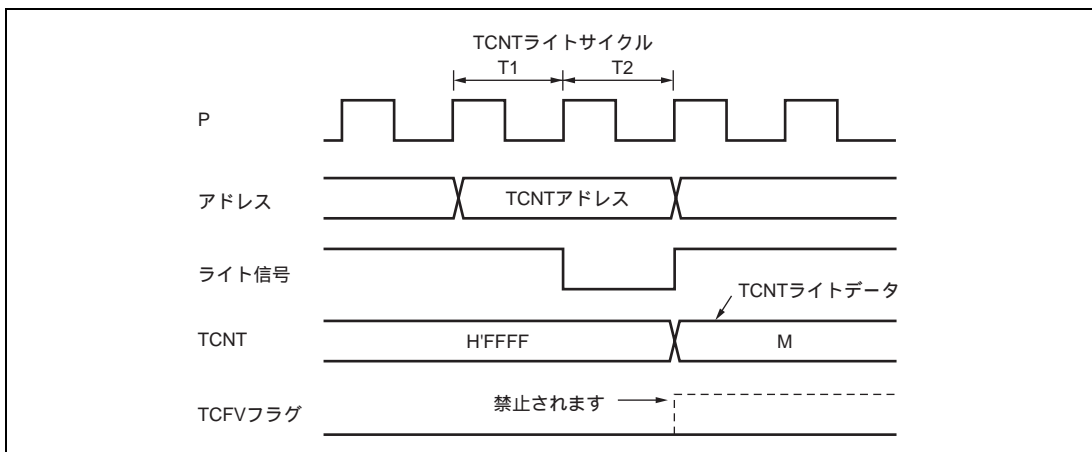 TCNTライトサイクル
T1 T2
P
アドレス TCNTアドレス
ライト信号
TCNTライトデータ
TCNT H'FFFF M
TCFVフラグ 禁止されます